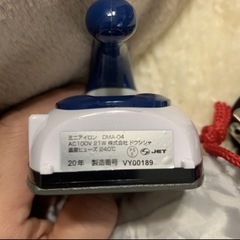 ミニアイロン DMA-04
AC100V 21W 株式会社 ドウシシャ
温度ヒューズ 240℃ JET
20年 製造番号 VY00189